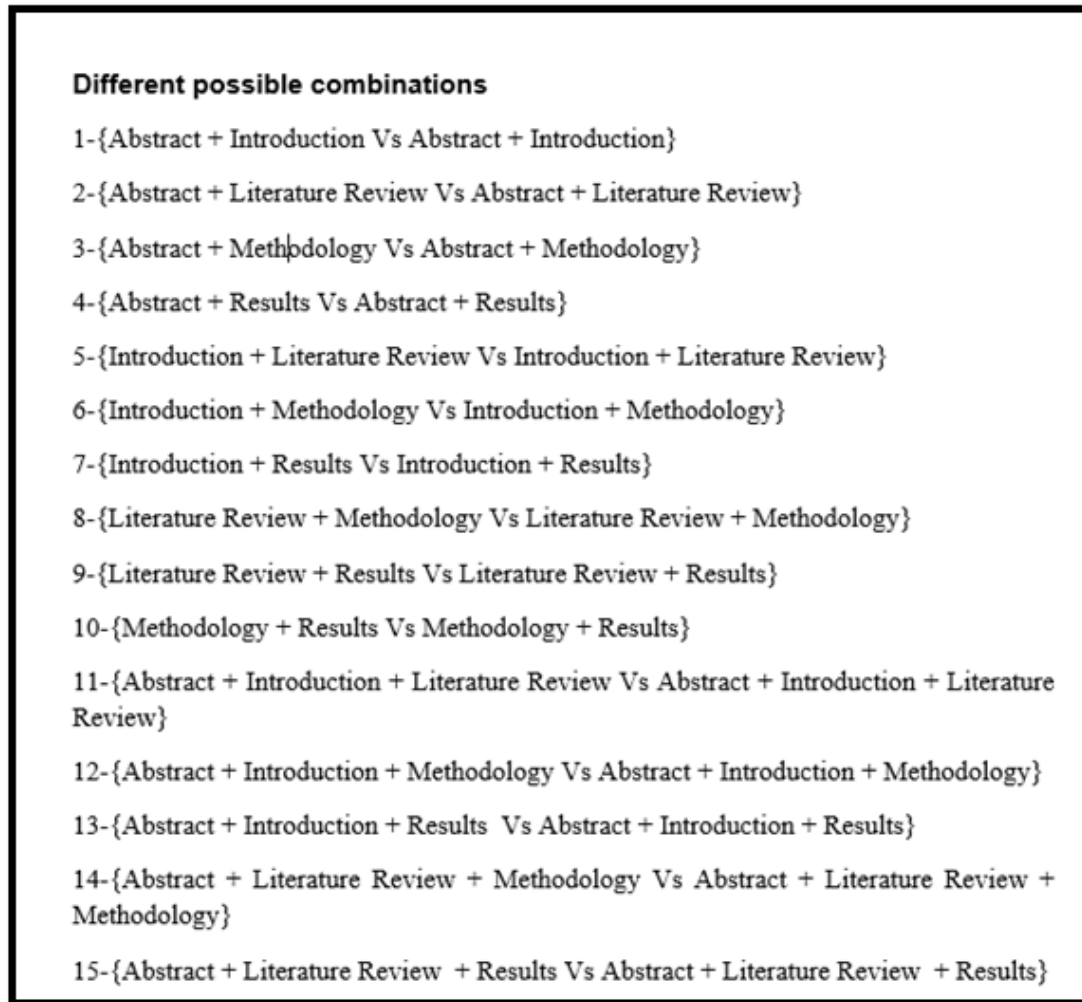 Different possible combinations
1-{Abstract + Introduction Vs Abstract + Introduction}
2-{Abstract + Literature Review Vs Abstract + Literature Review}
3-{Abstract + Methodology Vs Abstract + Methodology}
4-{Abstract + Results Vs Abstract + Results}
5-{Introduction + Literature Review Vs Introduction + Literature Review}
6-{Introduction + Methodology Vs Introduction + Methodology}
7-{Introduction + Results Vs Introduction + Results}
8-{Literature Review + Methodology Vs Literature Review + Methodology}
9-{Literature Review + Results Vs Literature Review + Results}
10-{Methodology + Results Vs Methodology + Results}
11-{Abstract + Introduction + Literature Review Vs Abstract + Introduction + Literature
Review}
12-{Abstract + Introduction + Methodology Vs Abstract + Introduction + Methodology}
13-{Abstract + Introduction + Results  Vs Abstract + Introduction + Results}
14-{Abstract + Literature Review + Methodology Vs Abstract + Literature Review +
Methodology}
15-{Abstract + Literature Review  + Results Vs Abstract + Literature Review  + Results}